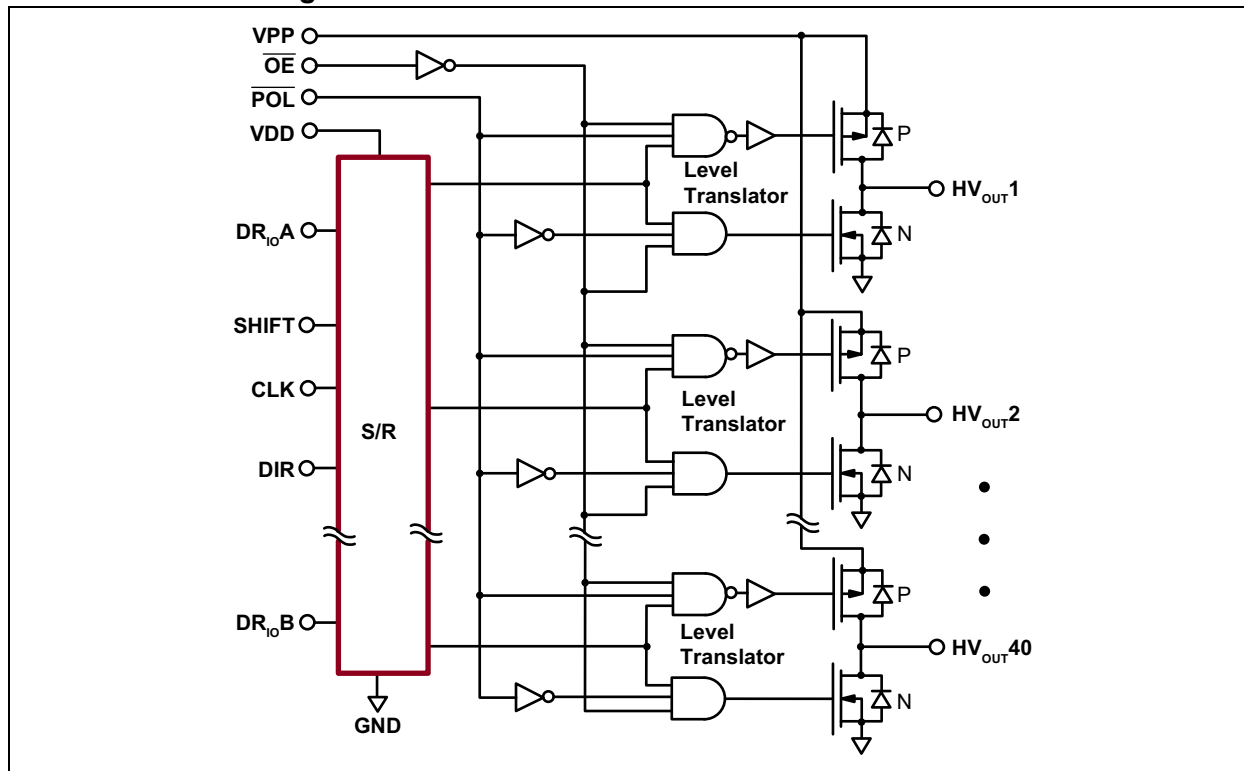 VPP
OE
POL
VDD
P
Level
Translator
HVOUT1
DRIOA
N
SHIFT
P
CLK
Level
Translator
HVOUT2
S/R
DIR
N
P
DRIOB
Level
Translator
HVOUT40
N
GND